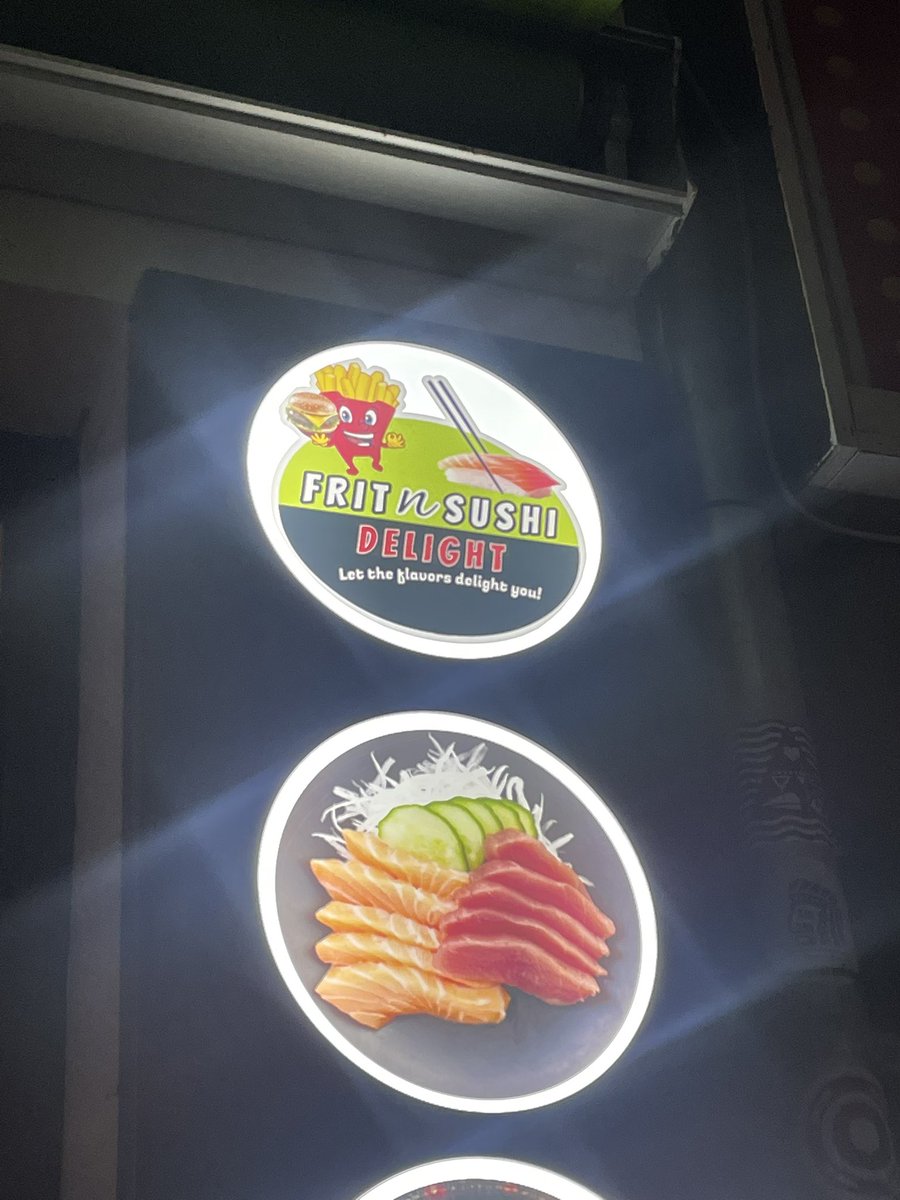 FRIT n SUSHI
DELIGHT
Let the flavors delight you!